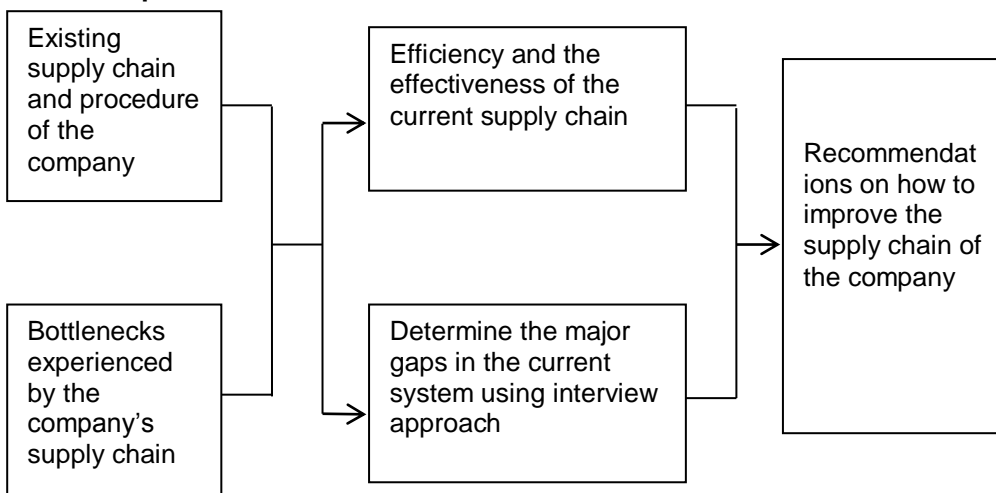 Existing
supply chain
and procedure
of the
company
Efficiency and the
effectiveness of the
current supply chain
Recommendat
ions on how to
improve the
supply chain of
the company
Bottlenecks
experienced
by the
company’s
supply chain
Determine the major
gaps in the current
system using interview
approach